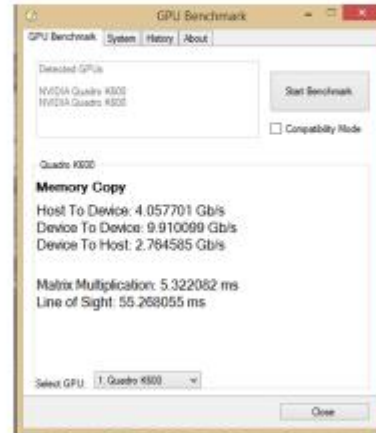 GPU Benchmark
GPU Benchmark System History About
Detected GPUs
NVIDIA Quadro K600
NVIDIA Quadro K600
Start Benchmark
Compatibility Mode
Quadro K600
Memory Copy
Host To Device: 4.057701 Gb/s
Device To Device: 9.910099 Gb/s
Device To Host: 2.764585 Gb/s
Matrix Multiplication: 5.322082 ms
Line of Sight: 55.268055 ms
Select GPU: 1. Quadro K600
Close